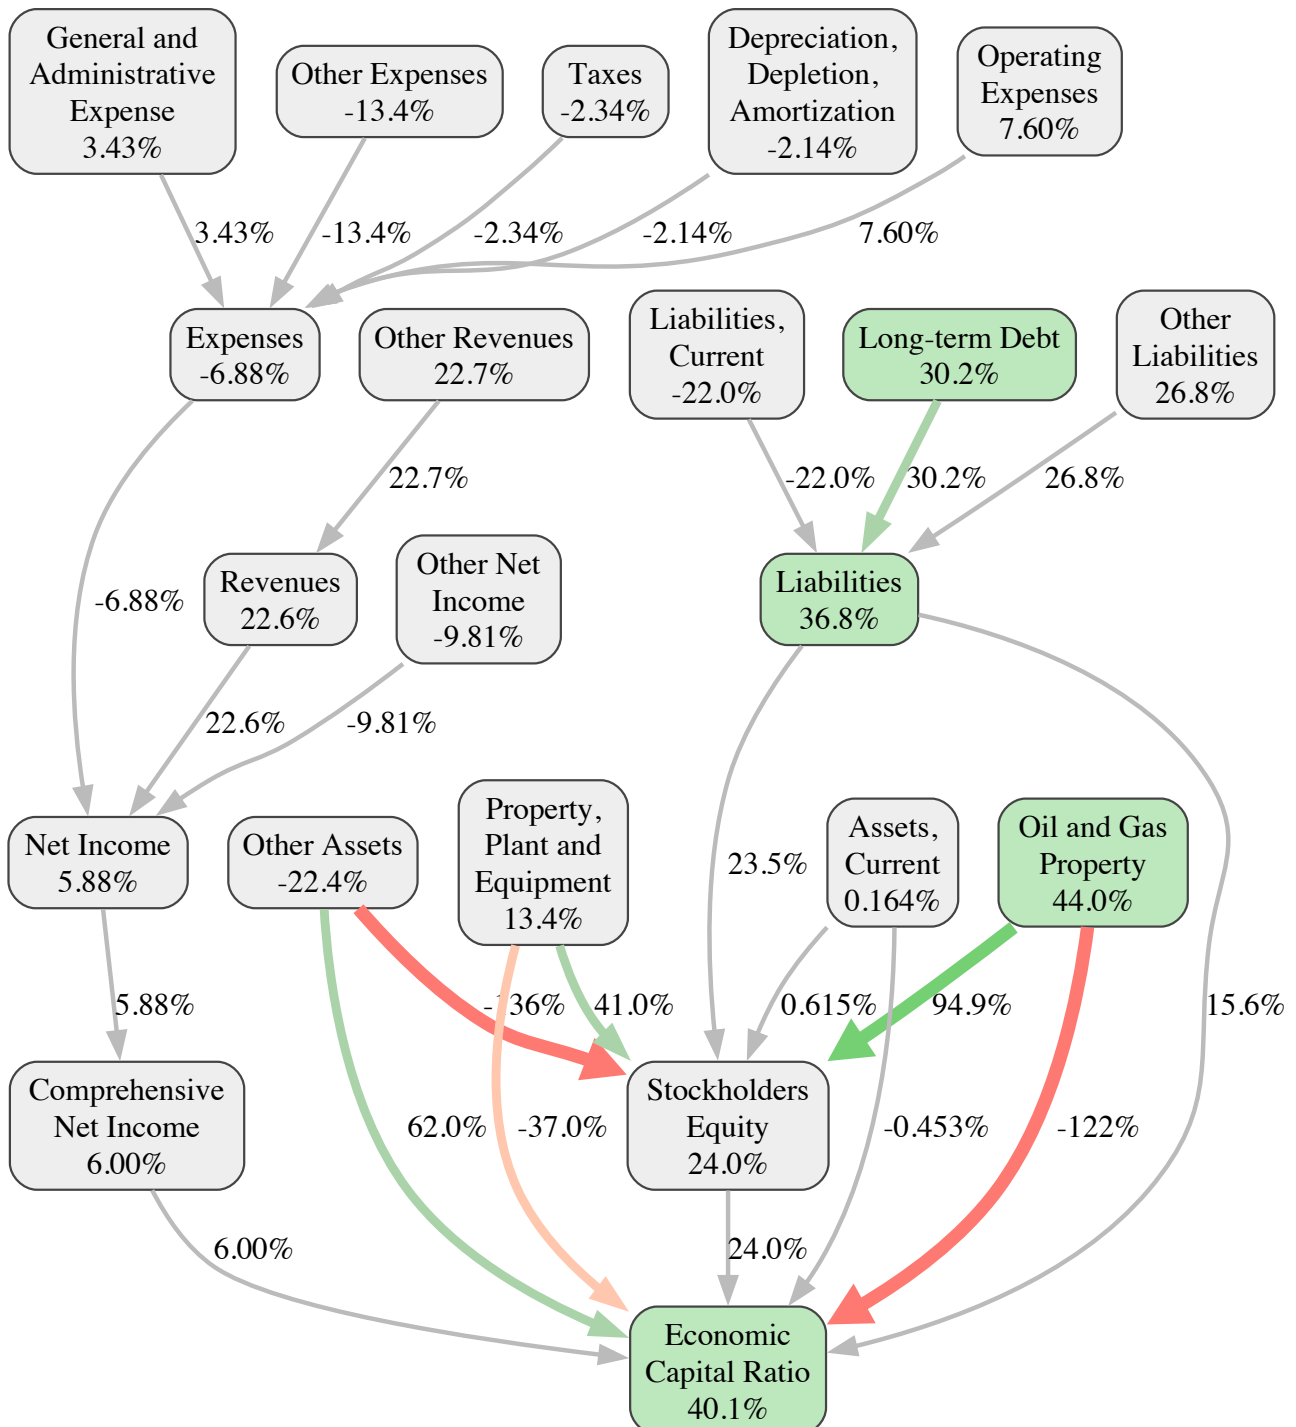 General and
Administrative
Expense
3.43%
Other Expenses
-13.4%
Taxes
-2.34%
Depreciation,
Depletion,
Amortization
-2.14%
Operating
Expenses
7.60%
3.43%
-13.4%
-2.34%
-2.14%
7.60%
Expenses
-6.88%
Other Revenues
22.7%
Liabilities,
Current
-22.0%
Long-term Debt
30.2%
Other
Liabilities
26.8%
22.7%
-22.0%
30.2%
26.8%
-6.88%
Revenues
22.6%
Other Net
Income
-9.81%
Liabilities
36.8%
22.6%
-9.81%
Net Income
5.88%
Other Assets
-22.4%
Property,
Plant and
Equipment
13.4%
23.5%
Assets,
Current
0.164%
Oil and Gas
Property
44.0%
5.88%
-136%
41.0%
0.615%
94.9%
15.6%
Comprehensive
Net Income
6.00%
62.0%
-37.0%
Stockholders
Equity
24.0%
-0.453%
-122%
6.00%
24.0%
Economic
Capital Ratio
40.1%